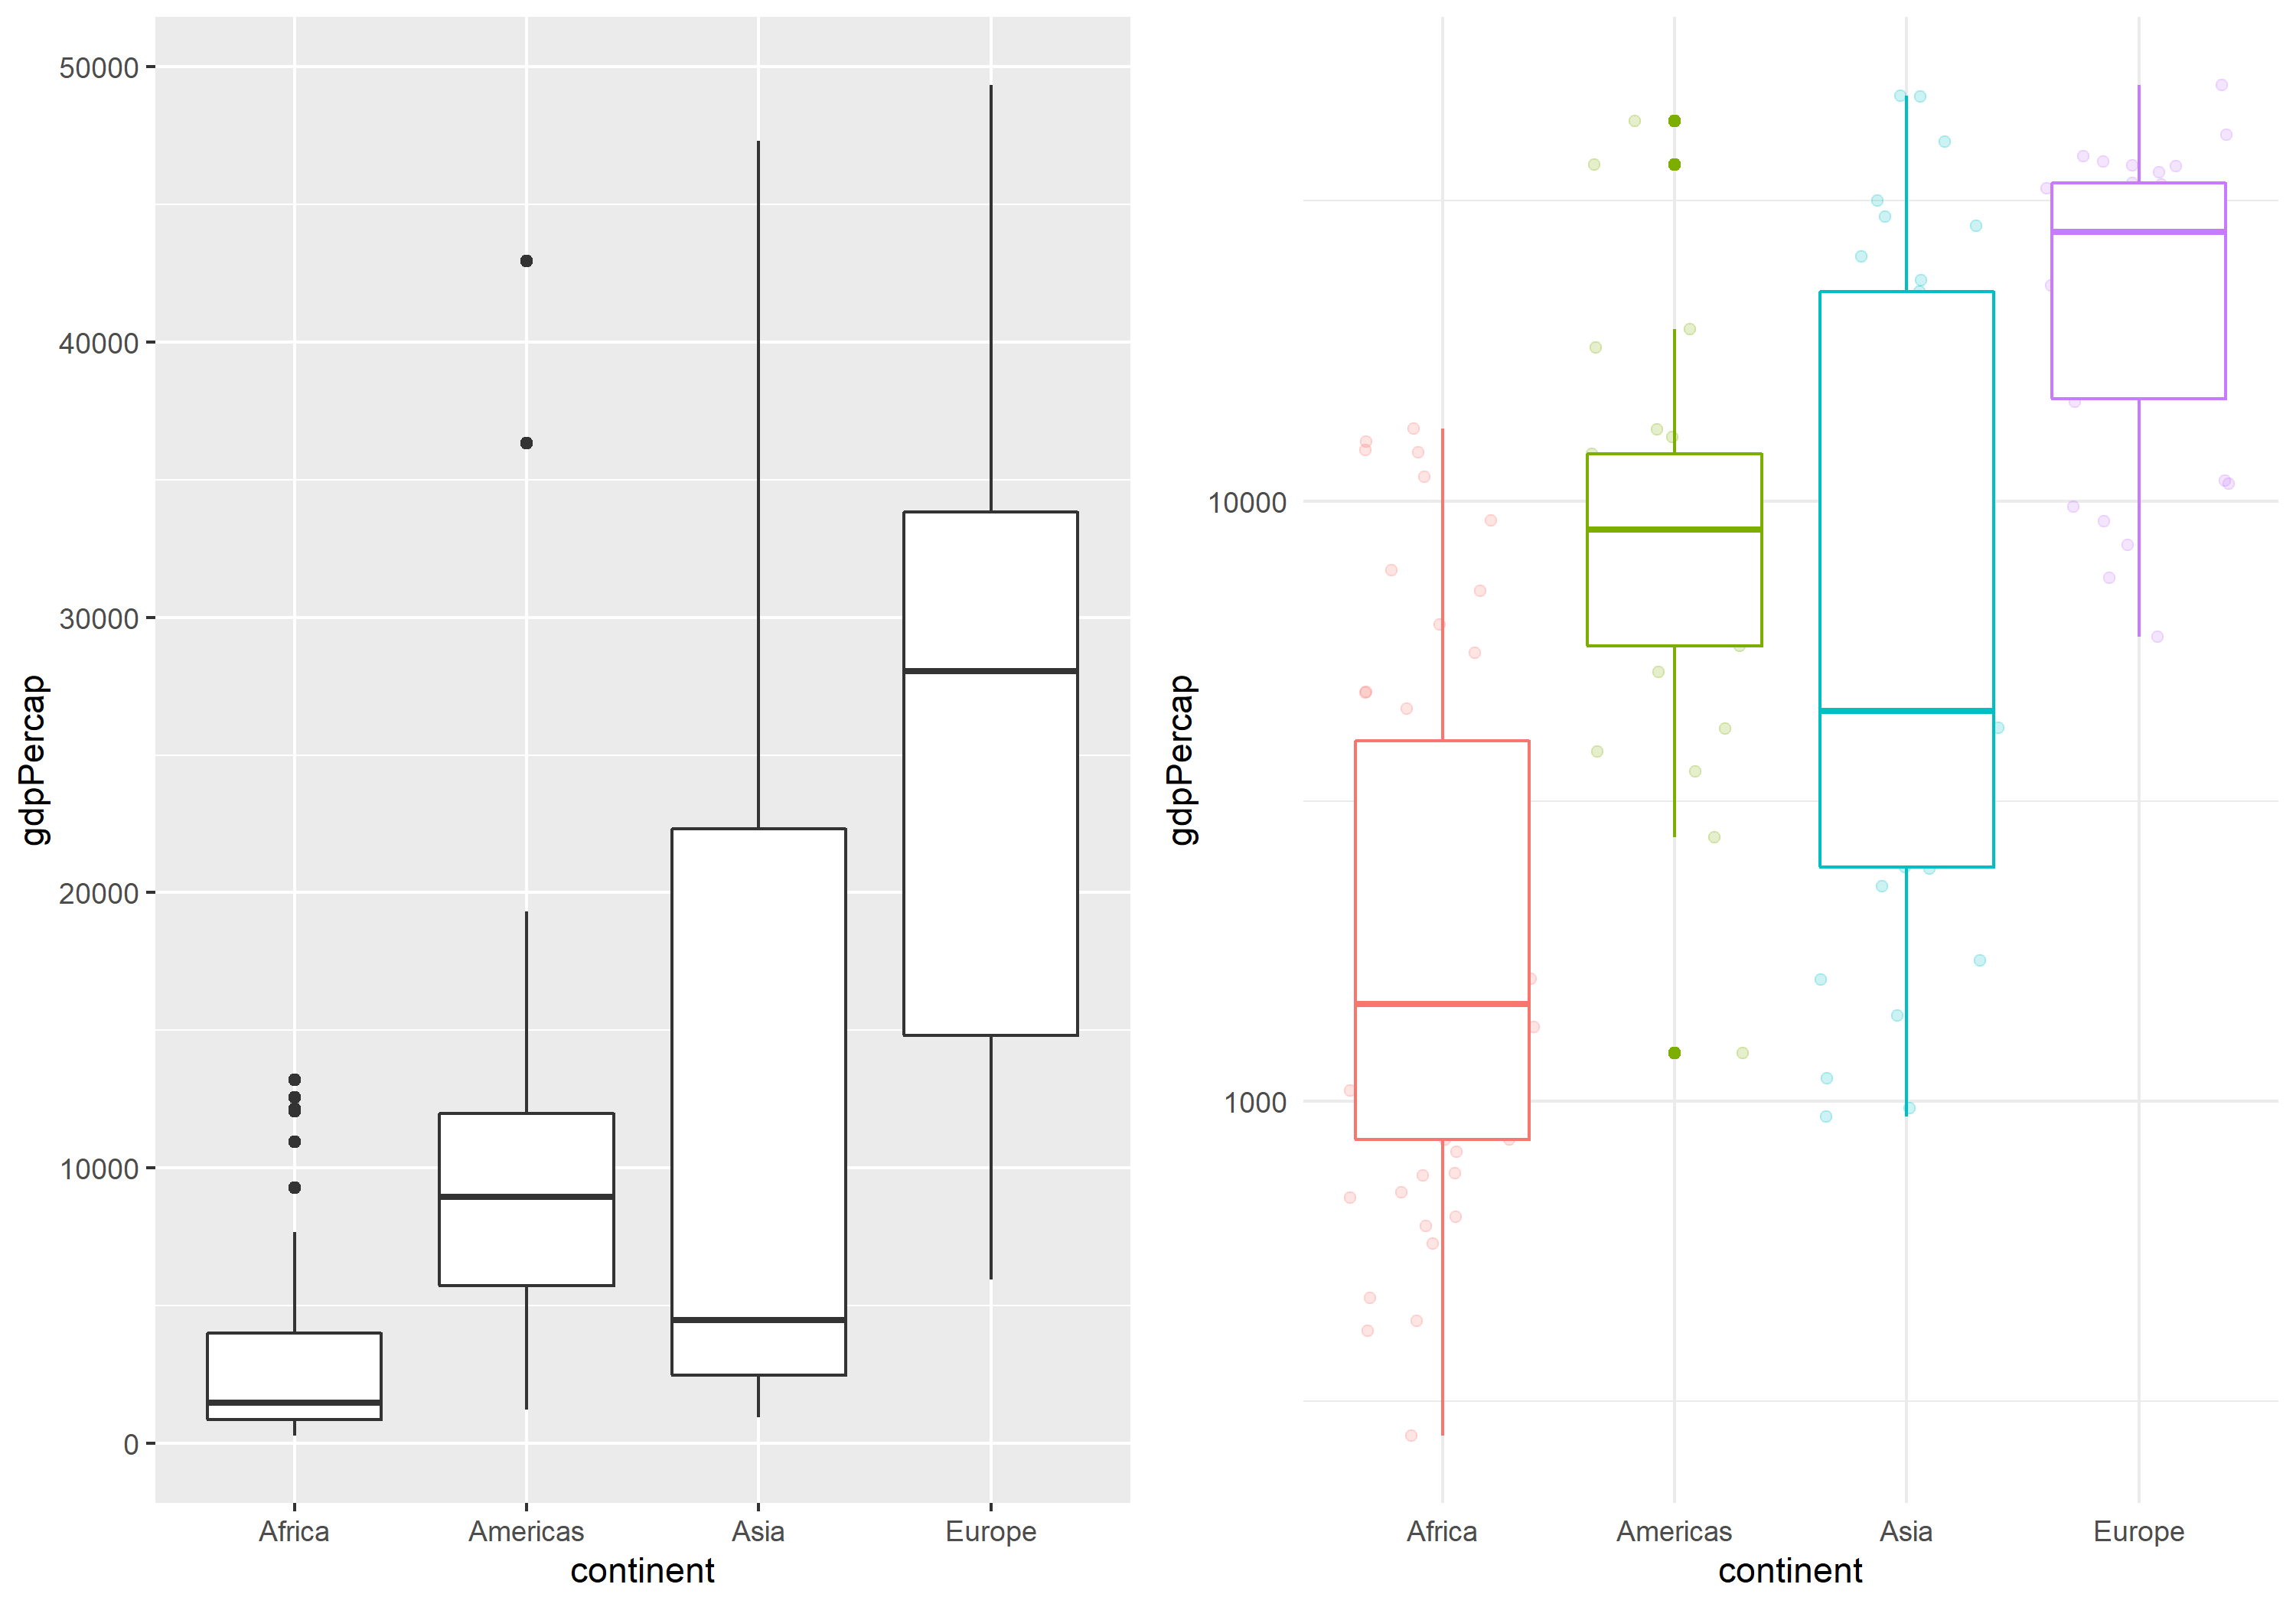 gdpPercap
50000
40000
30000
20000
10000
0
Africa Americas Asia Europe
continent
gdpPercap
10000
1000
Africa Americas Asia Europe
continent